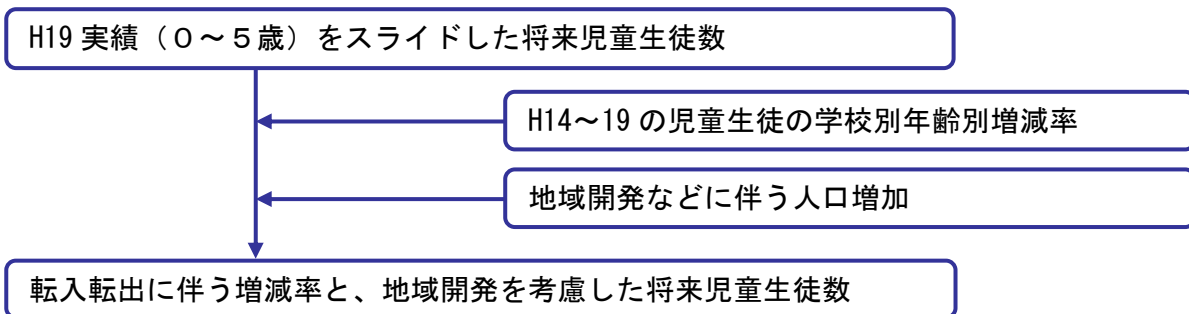 H19 実績（０～５歳）をスライドした将来児童生徒数
H14～19 の児童生徒の学校別年齢別増減率
地域開発などに伴う人口増加
転入転出に伴う増減率と、地域開発を考慮した将来児童生徒数